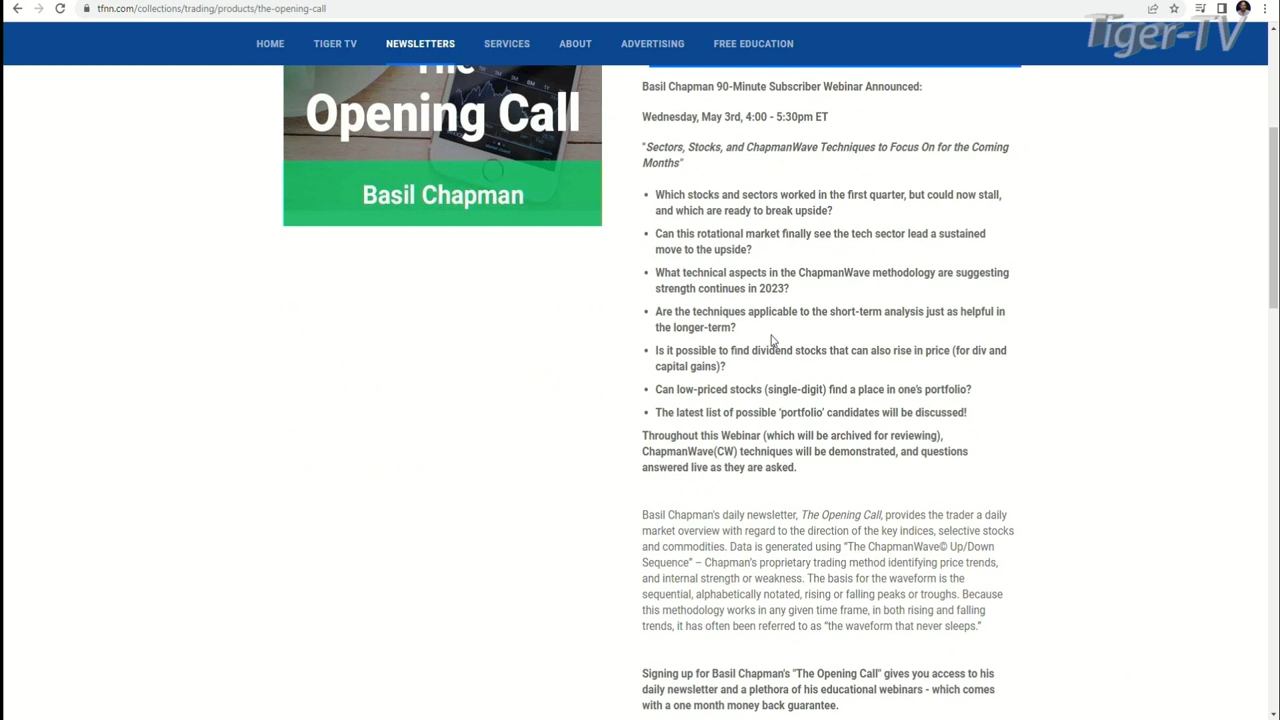 tfnn.com/collections/trading/products/the-opening-call
Tiger-TV
HOME TIGER TV NEWSLETTERS SERVICES ABOUT ADVERTISING FREE EDUCATION
The
Opening Call
Basil Chapman
Basil Chapman 90-Minute Subscriber Webinar Announced:
Wednesday, May 3rd, 4:00 - 5:30pm ET
"Sectors, Stocks, and ChapmanWave Techniques to Focus On for the Coming
Months"
• Which stocks and sectors worked in the first quarter, but could now stall,
and which are ready to break upside?
• Can this rotational market finally see the tech sector lead a sustained
move to the upside?
• What technical aspects in the ChapmanWave methodology are suggesting
strength continues in 2023?
• Are the techniques applicable to the short-term analysis just as helpful in
the longer-term?
• Is it possible to find dividend stocks that can also rise in price (for div and
capital gains)?
• Can low-priced stocks (single-digit) find a place in one's portfolio?
• The latest list of possible 'portfolio' candidates will be discussed!
Throughout this Webinar (which will be archived for reviewing),
ChapmanWave(CW) techniques will be demonstrated, and questions
answered live as they are asked.
Basil Chapman's daily newsletter, The Opening Call, provides the trader a daily
market overview with regard to the direction of the key indices, selective stocks
and commodities. Data is generated using "The ChapmanWave© Up/Down
Sequence" – Chapman's proprietary trading method identifying price trends,
and internal strength or weakness. The basis for the waveform is the
sequential, alphabetically notated, rising or falling peaks or troughs. Because
this methodology works in any given time frame, in both rising and falling
trends, it has often been referred to as "the waveform that never sleeps."
Signing up for Basil Chapman's "The Opening Call" gives you access to his
daily newsletter and a plethora of his educational webinars - which comes
with a one month money back guarantee.